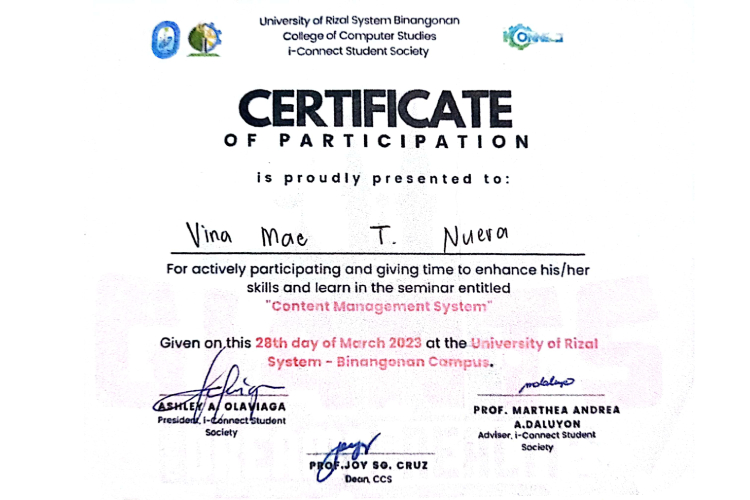 University of Rizal System Binangonan
College of Computer Studies
i-Connect Student Society
CONNECT
CERTIFICATE
OF PARTICIPATION
is proudly presented to:
Vina Mae T. Nuera
For actively participating and giving time to enhance his/her
skills and learn in the seminar entitled
"Content Management System"
Given on this 28th day of March 2023 at the University of Rizal
System - Binangonan Campus.
ASHLEY A. OLAVIAGA
President, i-Connect Student
Society
PROF. MARTHEA ANDREA
A.DALUYON
Adviser, i-Connect Student
Society
PROF.JOY SG. CRUZ
Dean, CCS